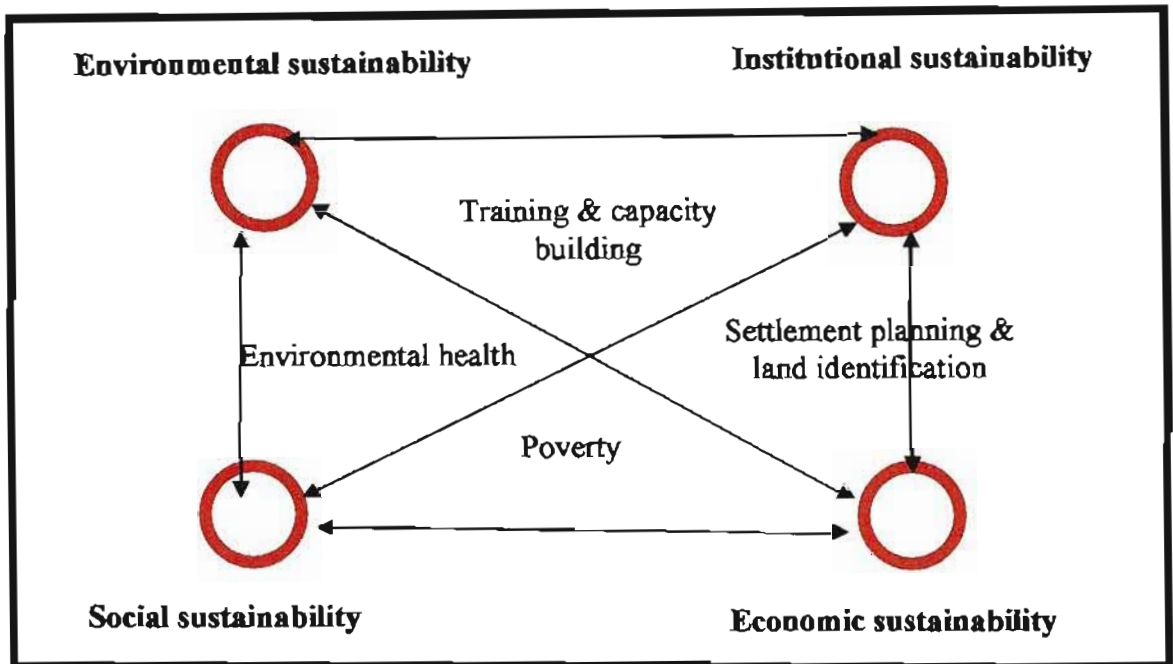 Environmental sustainability
Institutional sustainability
Training & capacity
building
Environmental health
Settlement planning &
land identification
Poverty
Social sustainability
Economic sustainability